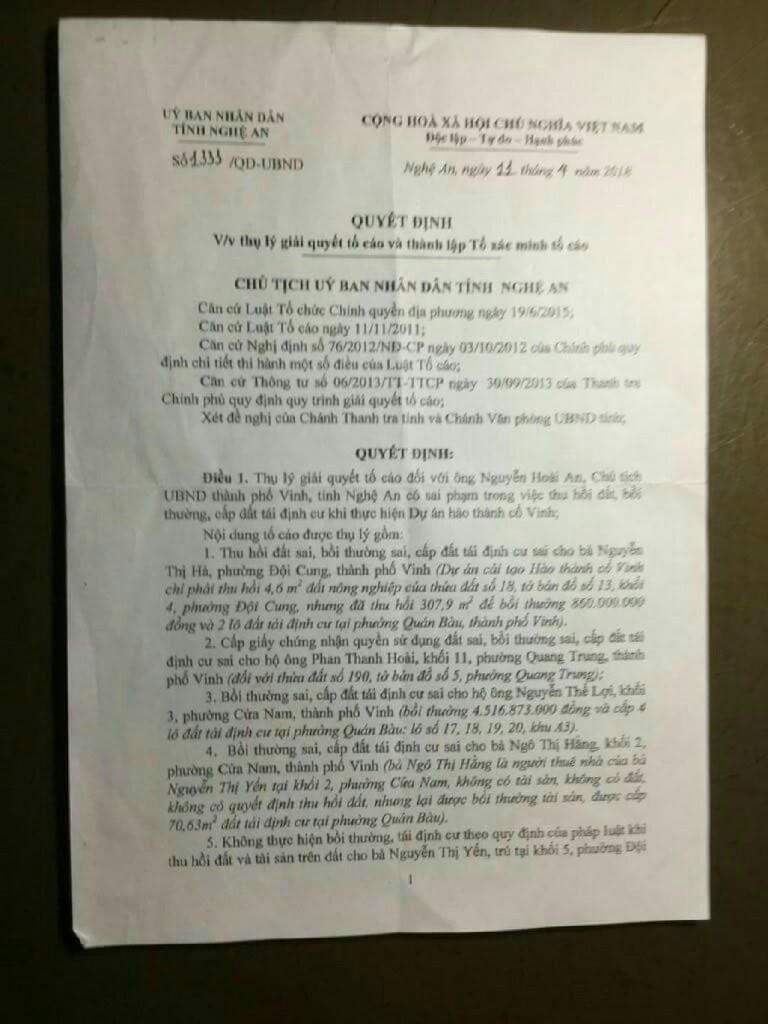 UỶ BAN NHÂN DÂN
TỈNH NGHỆ AN
CỘNG HOÀ XÃ HỘI CHỦ NGHĨA VIỆT NAM
Độc lập - Tự do - Hạnh phúc
Số 1333 /QĐ-UBND
Nghệ An, ngày 11 tháng 4 năm 2018
QUYẾT ĐỊNH
V/v thụ lý giải quyết tố cáo và thành lập Tổ xác minh tố cáo
CHỦ TỊCH UỶ BAN NHÂN DÂN TỈNH NGHỆ AN
Căn cứ Luật Tổ chức Chính quyền địa phương ngày 19/6/2015;
Căn cứ Luật Tố cáo ngày 11/11/2011;
Căn cứ Nghị định số 76/2012/NĐ-CP ngày 03/10/2012 của Chính phủ quy
định chi tiết thi hành một số điều của Luật Tố cáo;
Căn cứ Thông tư số 06/2013/TT-TTCP ngày 30/09/2013 của Thanh tra
Chính phủ quy định quy trình giải quyết tố cáo;
Xét đề nghị của Chánh Thanh tra tỉnh và Chánh Văn phòng UBND tỉnh;
QUYẾT ĐỊNH:
Điều 1. Thụ lý giải quyết tố cáo đối với ông Nguyễn Hoài An, Chủ tịch
UBND thành phố Vinh, tỉnh Nghệ An có sai phạm trong việc thu hồi đất, bồi
thường, cấp đất tái định cư khi thực hiện Dự án hào thành cổ Vinh;
Nội dung tố cáo được thụ lý gồm:
1. Thu hồi đất sai, bồi thường sai, cấp đất tái định cư sai cho bà Nguyễn
Thị Hà, phường Đội Cung, thành phố Vinh (Dự án cải tạo Hào thành cổ Vinh
chỉ phải thu hồi 4,6 m² đất nông nghiệp của thửa đất số 18, tờ bản đồ số 13, khối
4, phường Đội Cung, nhưng đã thu hồi 307,9 m² để bồi thường 860.000.000
đồng và 2 lô đất tái định cư tại phường Quán Bàu, thành phố Vinh).
2. Cấp giấy chứng nhận quyền sử dụng đất sai, bồi thường sai, cấp đất tái
định cư sai cho hộ ông Phan Thanh Hoài, khối 11, phường Quang Trung, thành
phố Vinh (đối với thửa đất số 190, tờ bản đồ số 5, phường Quang Trung);
3. Bồi thường sai, cấp đất tái định cư sai cho hộ ông Nguyễn Thế Lợi, khối
3, phường Cửa Nam, thành phố Vinh (bồi thường 4.516.873.000 đồng và cấp 4
lô đất tái định cư tại phường Quán Bàu: lô số 17, 18, 19, 20, khu A3).
4. Bồi thường sai, cấp đất tái định cư sai cho bà Ngô Thị Hằng, khối 2,
phường Cửa Nam, thành phố Vinh (bà Ngô Thị Hằng là người thuê nhà của bà
Nguyễn Thị Yến tại khối 2, phường Cửa Nam, không có tài sản, không có đất,
không có quyết định thu hồi đất, nhưng lại được bồi thường tài sản, được cấp
70,63m² đất tái định cư tại phường Quán Bàu).
5. Không thực hiện bồi thường, tái định cư theo quy định của pháp luật khi
thu hồi đất và tài sản trên đất cho bà Nguyễn Thị Yến, trú tại khối 5, phường Đội
1